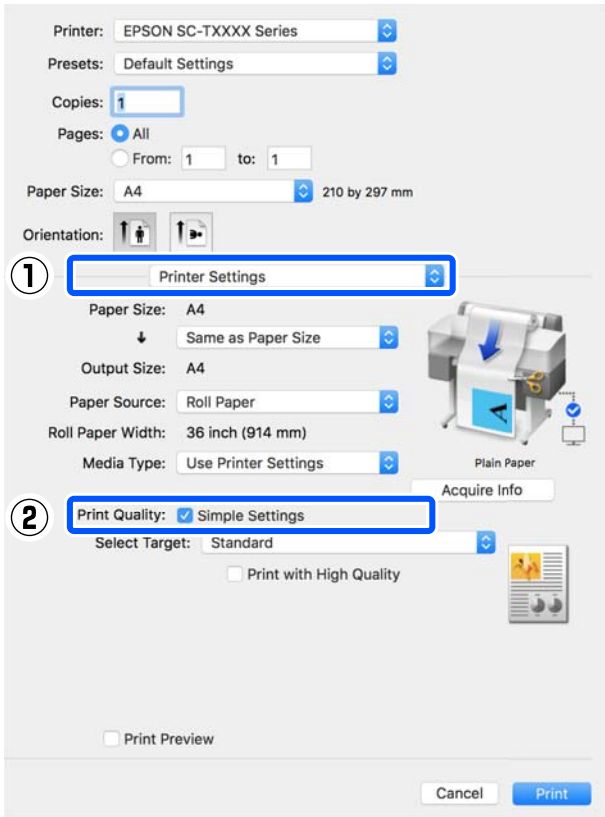 Printer: EPSON SC-TXXXX Series
Presets: Default Settings
Copies: 1
Pages: All
From: 1 to: 1
Paper Size: A4 210 by 297 mm
Orientation:
① Printer Settings
Paper Size: A4
Same as Paper Size
Output Size: A4
Paper Source: Roll Paper
Roll Paper Width: 36 inch (914 mm)
Media Type: Use Printer Settings
Plain Paper
Acquire Info
② Print Quality: Simple Settings
Select Target: Standard
Print with High Quality
Print Preview
Cancel Print